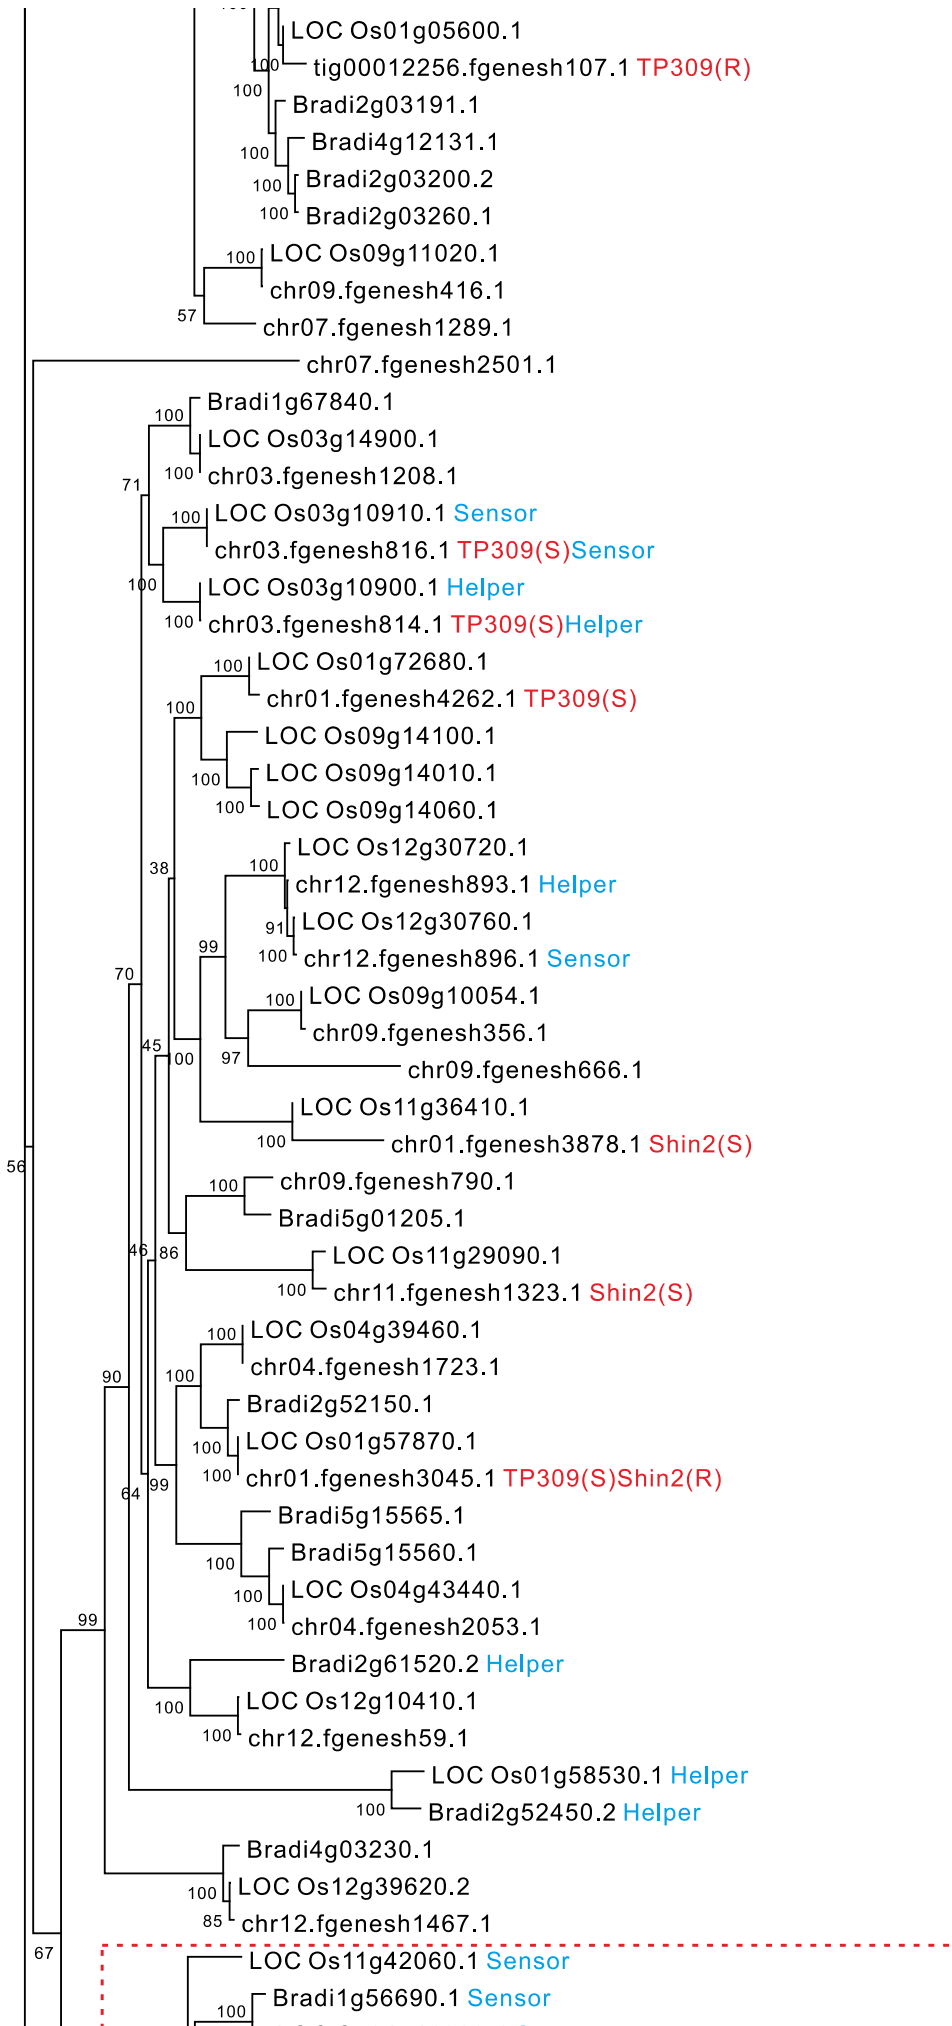 100
LOC Os01g05600.1
100
tig00012256.fgenesh107.1 TP309(R)
100
Bradi2g03191.1
Bradi4g12131.1
100
Bradi2g03200.2
100
Bradi2g03260.1
100
LOC Os09g11020.1
100
chr09.fgenesh416.1
57
chr07.fgenesh1289.1
chr07.fgenesh2501.1
Bradi1g67840.1
100
LOC Os03g14900.1
100
chr03.fgenesh1208.1
71
LOC Os03g10910.1 Sensor
100
chr03.fgenesh816.1 TP309(S)Sensor
100
LOC Os03g10900.1 Helper
100
chr03.fgenesh814.1 TP309(S)Helper
LOC Os01g72680.1
100
chr01.fgenesh4262.1 TP309(S)
100
LOC Os09g14100.1
100
LOC Os09g14010.1
100
LOC Os09g14060.1
LOC Os12g30720.1
38
100
chr12.fgenesh893.1 Helper
91
LOC Os12g30760.1
99
100
chr12.fgenesh896.1 Sensor
70
LOC Os09g10054.1
100
chr09.fgenesh356.1
45
100
97
chr09.fgenesh666.1
LOC Os11g36410.1
100
chr01.fgenesh3878.1 Shin2(S)
56
chr09.fgenesh790.1
100
Bradi5g01205.1
46
86
LOC Os11g29090.1
100
chr11.fgenesh1323.1 Shin2(S)
LOC Os04g39460.1
100
chr04.fgenesh1723.1
90
100
Bradi2g52150.1
100
LOC Os01g57870.1
100
chr01.fgenesh3045.1 TP309(S)Shin2(R)
64
99
Bradi5g15565.1
100
Bradi5g15560.1
100
LOC Os04g43440.1
100
chr04.fgenesh2053.1
99
Bradi2g61520.2 Helper
100
LOC Os12g10410.1
100
chr12.fgenesh59.1
LOC Os01g58530.1 Helper
100
Bradi2g52450.2 Helper
Bradi4g03230.1
100
LOC Os12g39620.2
85
chr12.fgenesh1467.1
67
LOC Os11g42060.1 Sensor
Bradi1g56690.1 Sensor
100